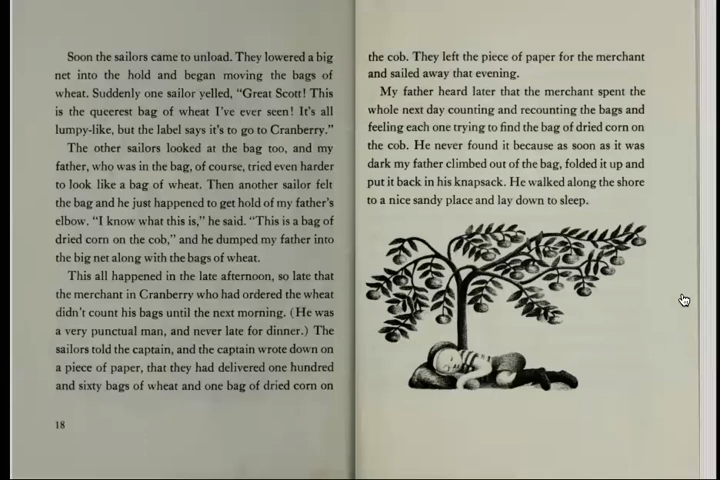 Soon the sailors came to unload. They lowered a big
net into the hold and began moving the bags of
wheat. Suddenly one sailor yelled, “Great Scott! This
is the queerest bag of wheat I’ve ever seen! It’s all
lumpy-like, but the label says it’s to go to Cranberry.”
The other sailors looked at the bag too, and my
father, who was in the bag, of course, tried even harder
to look like a bag of wheat. Then another sailor felt
the bag and he just happened to get hold of my father’s
elbow. “I know what this is,” he said. “This is a bag of
dried corn on the cob,” and he dumped my father into
the big net along with the bags of wheat.
This all happened in the late afternoon, so late that
the merchant in Cranberry who had ordered the wheat
didn’t count his bags until the next morning. (He was
a very punctual man, and never late for dinner.) The
sailors told the captain, and the captain wrote down on
a piece of paper, that they had delivered one hundred
and sixty bags of wheat and one bag of dried corn on
18
the cob. They left the piece of paper for the merchant
and sailed away that evening.
My father heard later that the merchant spent the
whole next day counting and recounting the bags and
feeling each one trying to find the bag of dried corn on
the cob. He never found it because as soon as it was
dark my father climbed out of the bag, folded it up and
put it back in his knapsack. He walked along the shore
to a nice sandy place and lay down to sleep.